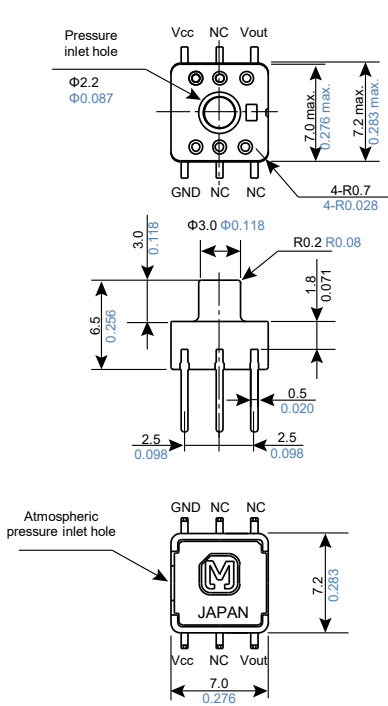 Pressure
inlet hole
Vcc NC Vout
Φ2.2
Φ0.087
7.0 max.
0.276 max.
7.2 max.
0.283 max.
GND NC NC
4-R0.7
4-R0.028
3.0
0.118
Φ3.0 Φ0.118
R0.2 R0.08
6.5
0.256
1.8
0.071
0.5
0.020
2.5
0.098
2.5
0.098
Atmospheric
pressure inlet hole
GND NC NC
M
JAPAN
7.2
0.283
Vcc NC Vout
7.0
0.276